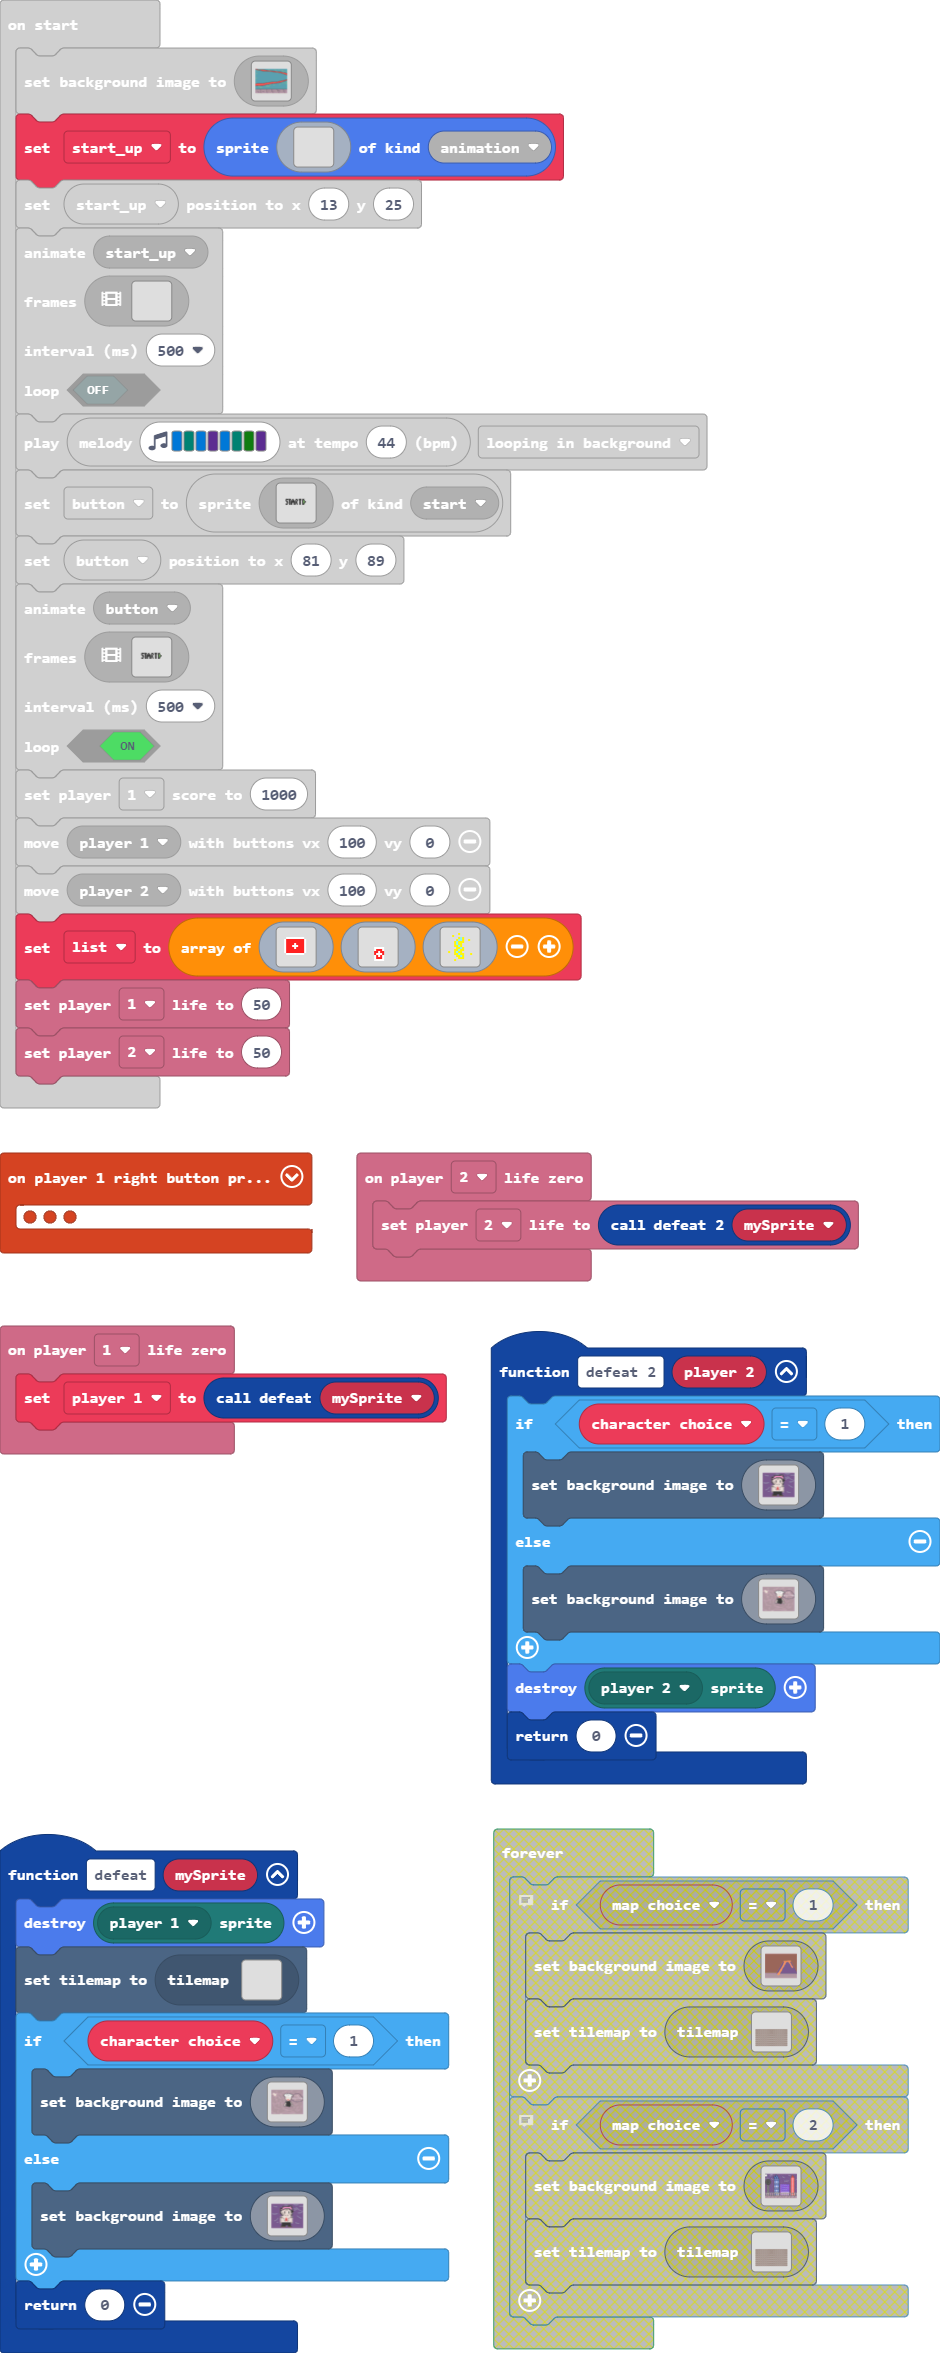 on start
set background image to
set start_up to sprite of kind animation
set start_up position to x 13 y 25
animate start_up
frames
interval (ms) 500
loop OFF
play melody at tempo 44 (bpm) looping in background
set button to sprite START of kind start
set button position to x 81 y 89
animate button
frames START
interval (ms) 500
loop ON
set player 1 score to 1000
move player 1 with buttons vx 100 vy 0
move player 2 with buttons vx 100 vy 0
set list to array of
set player 1 life to 50
set player 2 life to 50
on player 1 right button pr...
on player 2 life zero
set player 2 life to call defeat 2 mySprite
on player 1 life zero
set player 1 to call defeat mySprite
function defeat 2 player 2
if character choice = 1 then
set background image to
else
set background image to
destroy player 2 sprite
return 0
function defeat mySprite
destroy player 1 sprite
set tilemap to tilemap
if character choice = 1 then
set background image to
else
set background image to
return 0
forever
if map choice = 1 then
set background image to
set tilemap to tilemap
if map choice = 2 then
set background image to
set tilemap to tilemap